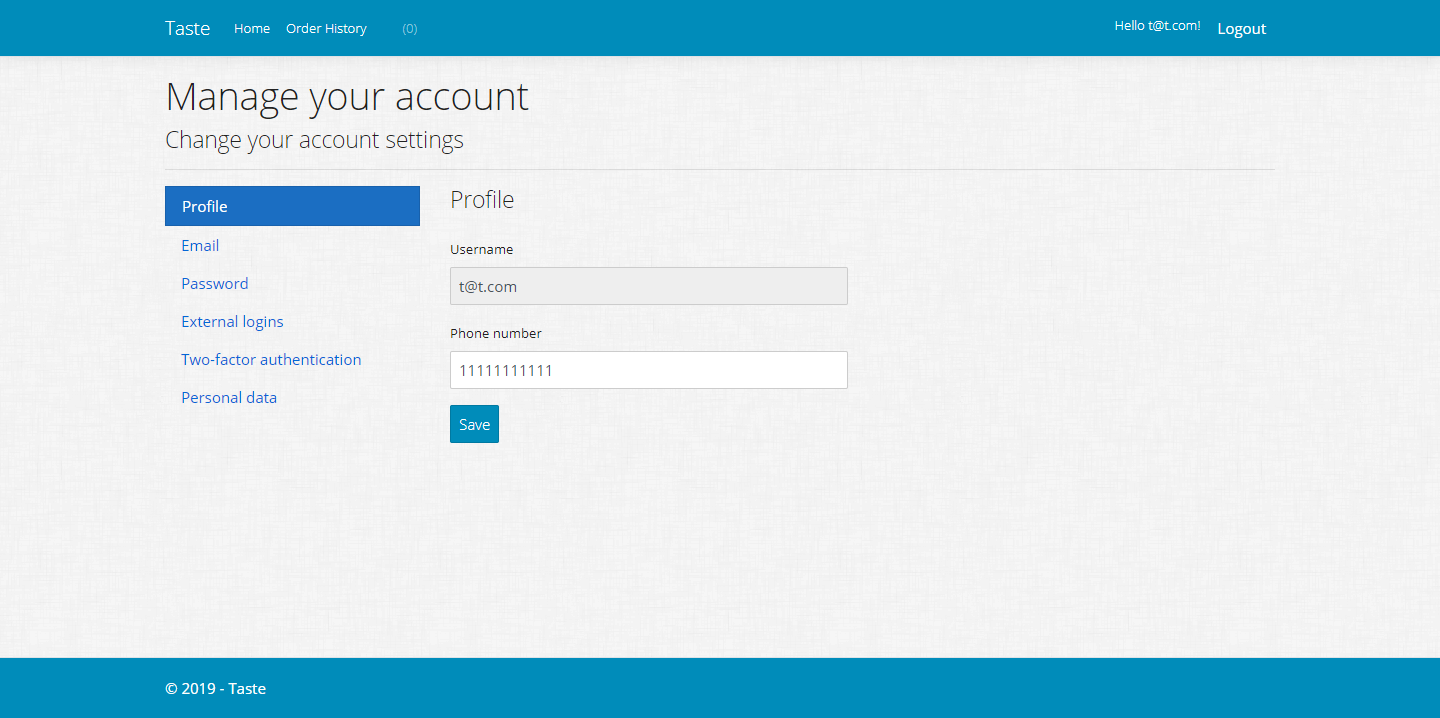 Taste Home Order History (0) Hello t@t.com! Logout
Manage your account
Change your account settings
Profile
Email
Password
External logins
Two-factor authentication
Personal data
Profile
Username
t@t.com
Phone number
11111111111
Save
© 2019 - Taste